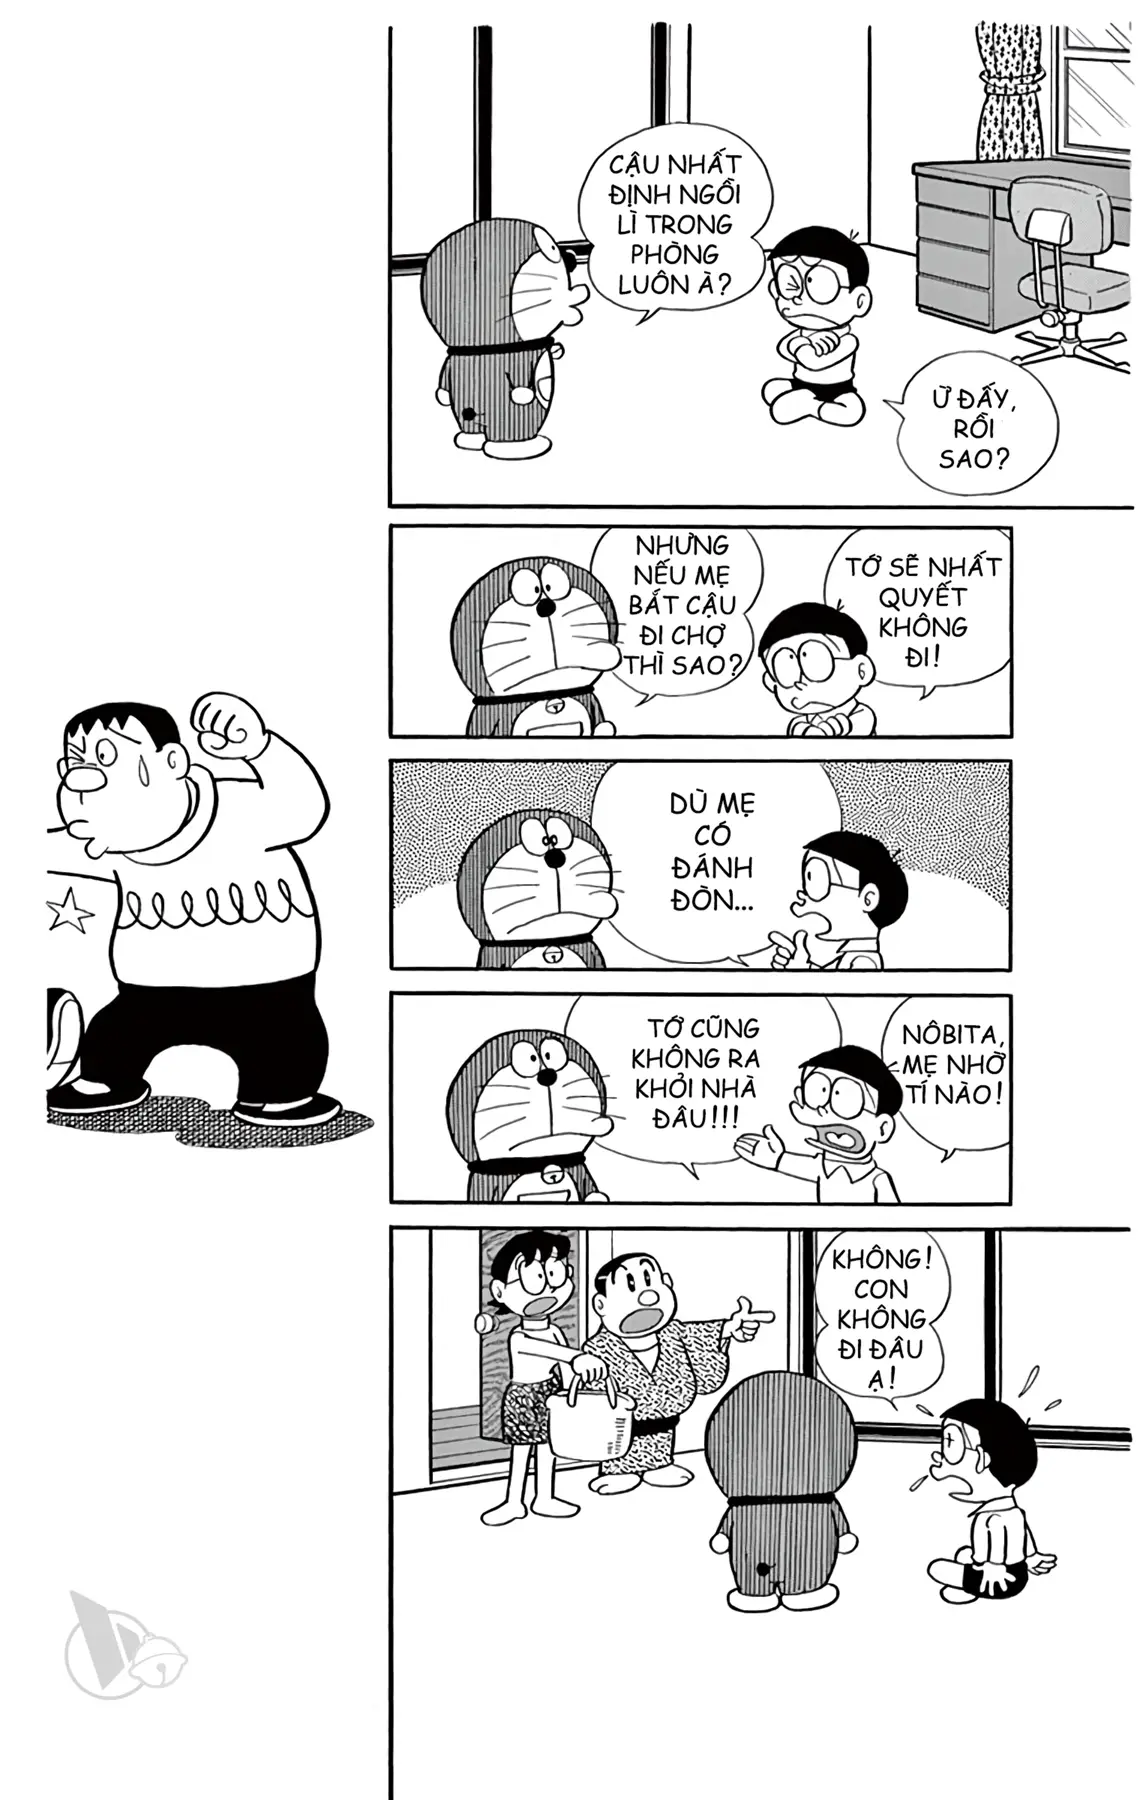 CẬU NHẤT
ĐỊNH NGỒI
LÌ TRONG
PHÒNG
LUÔN À?
Ừ ĐẤY,
RỒI
SAO?
NHƯNG
NẾU MẸ
BẮT CẬU
ĐI CHỢ
THÌ SAO?
TỚ SẼ NHẤT
QUYẾT
KHÔNG
ĐI!
DÙ MẸ
CÓ
ĐÁNH
ĐÒN...
TỚ CŨNG
KHÔNG RA
KHỎI NHÀ
ĐÂU!!!
NÔBITA,
MẸ NHỜ
TÍ NÀO!
KHÔNG!
CON
KHÔNG
ĐI ĐÂU
Ạ!